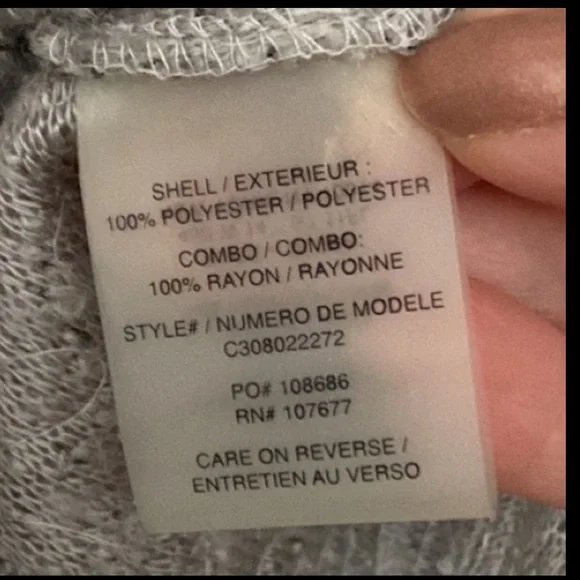 SHELL / EXTERIEUR :
100% POLYESTER / POLYESTER
COMBO / COMBO:
100% RAYON / RAYONNE
STYLE# / NUMERO DE MODELE
C308022272
PO# 108686
RN# 107677
CARE ON REVERSE /
ENTRETIEN AU VERSO